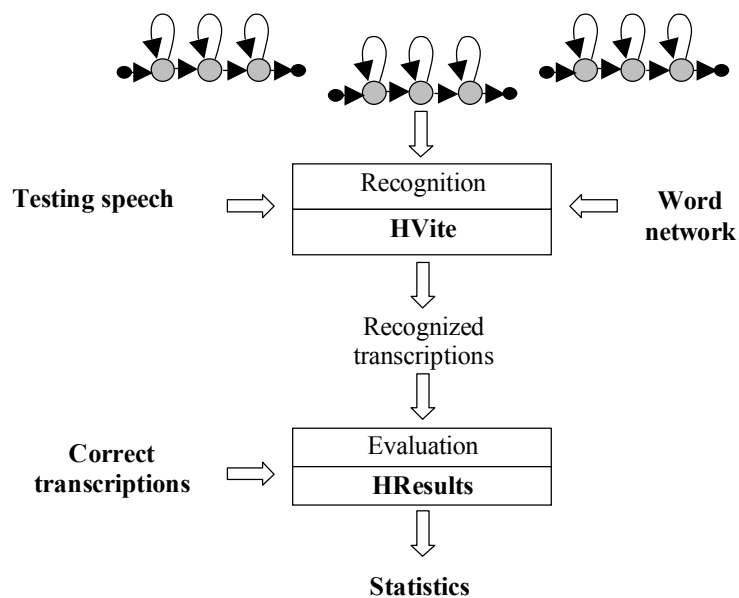 Recognition
Testing speech
HVite
Word
network
Recognized
transcriptions
Evaluation
Correct
transcriptions
HResults
Statistics